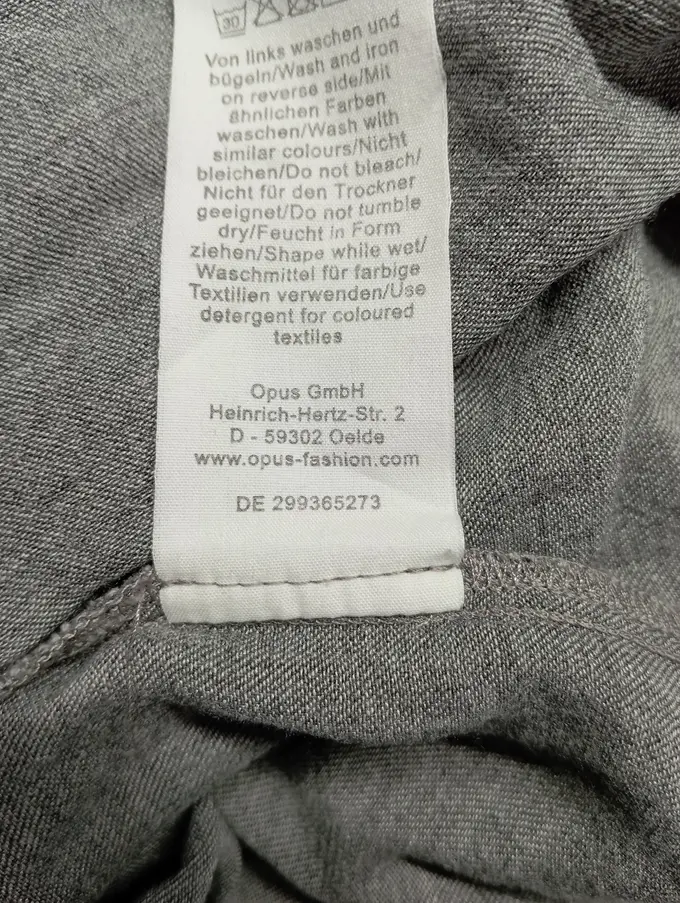 30
Von links waschen und
bügeln/Wash and iron
on reverse side/Mit
ähnlichen Farben
waschen/Wash with
similar colours/Nicht
bleichen/Do not bleach/
Nicht für den Trockner
geeignet/Do not tumble
dry/Feucht in Form
ziehen/Shape while wet/
Waschmittel für farbige
Textilien verwenden/Use
detergent for coloured
textiles
Opus GmbH
Heinrich-Hertz-Str. 2
D - 59302 Oelde
www.opus-fashion.com
DE 299365273